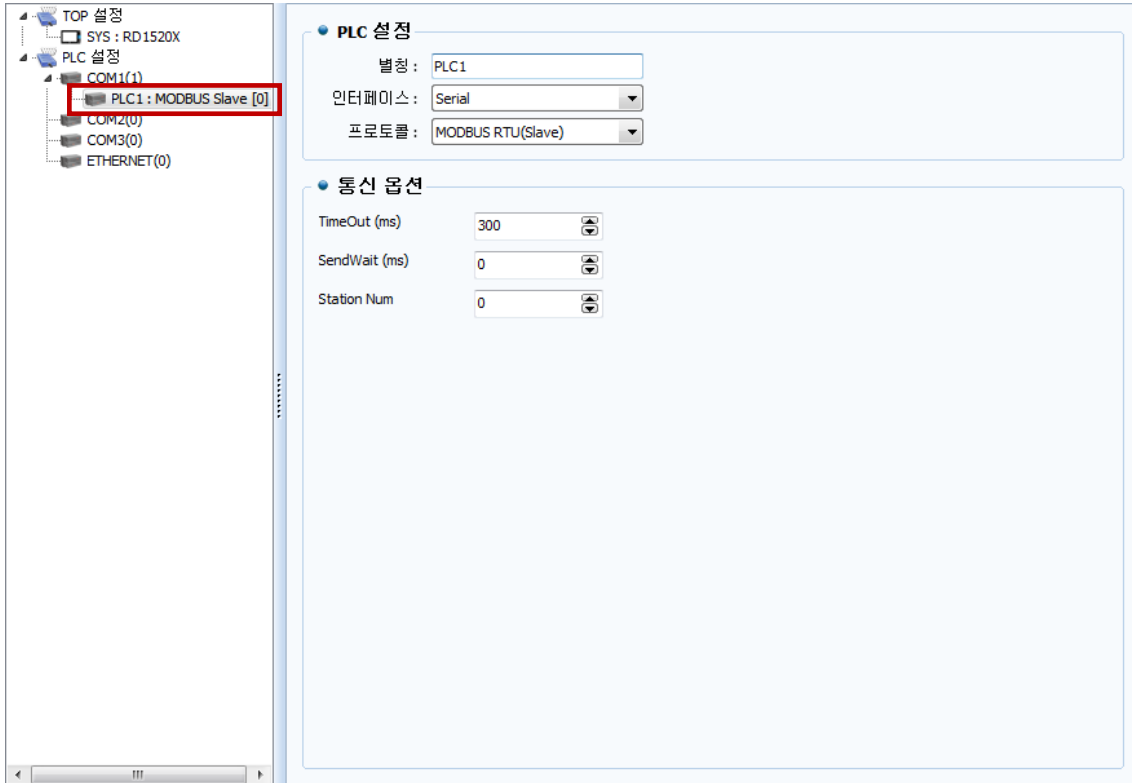 TOP 설정
SYS : RD1520X
PLC 설정
COM1(1)
PLC1 : MODBUS Slave [0]
COM2(0)
COM3(0)
ETHERNET(0)
PLC 설정
별칭 : PLC1
인터페이스 : Serial
프로토콜 : MODBUS RTU(Slave)
통신 옵션
TimeOut (ms) 300
SendWait (ms) 0
Station Num 0